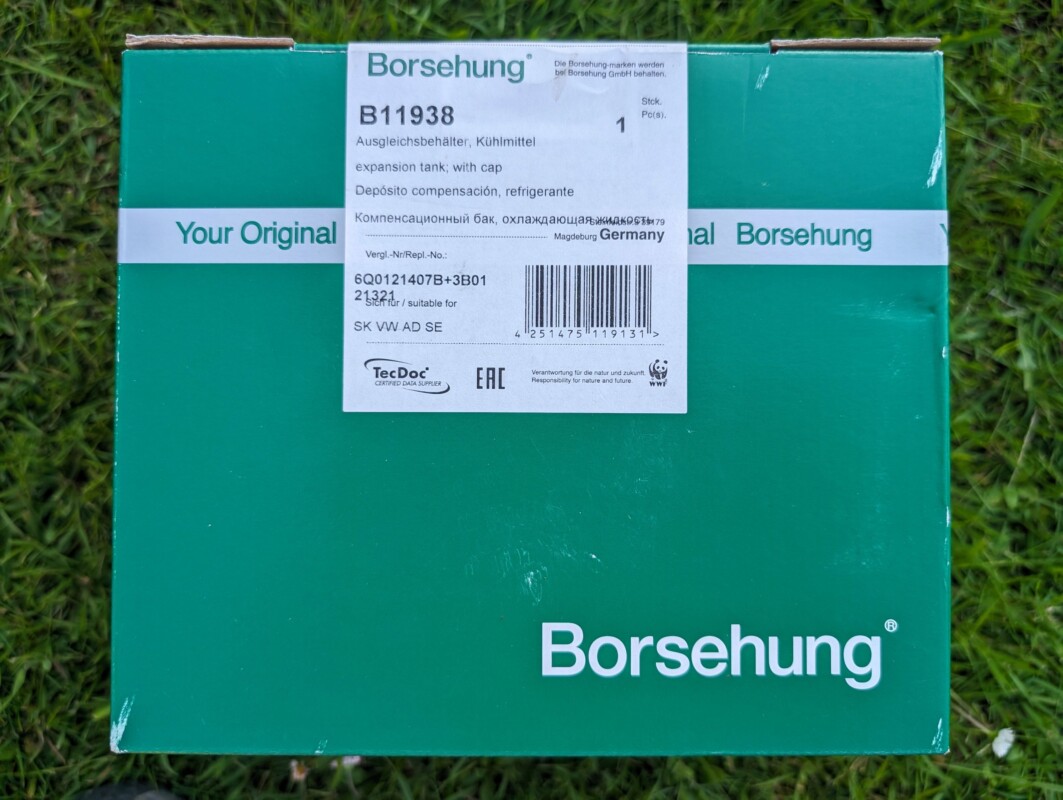 Borsehung®
Die Borsehung-marken werden
bei Borsehung GmbH behalten.
B11938
1
Stck.
Pc(s).
Ausgleichsbehälter, Kühlmittel
expansion tank; with cap
Depósito compensación, refrigerante
Компенсационный бак, охлаждающая жидкость
Magdeburg Germany
Your Original
nal Borsehung
Vergl.-Nr/Repl.-No.:
6Q0121407B+3B01
21321
Sich für / suitable for
SK VW AD SE
4 251475 119131 >
TecDoc®
CERTIFIED DATA SUPPLIER
EAC
Verantwortung für die natur und zukunft.
Responsibility for nature and future.
WWF
Borsehung®